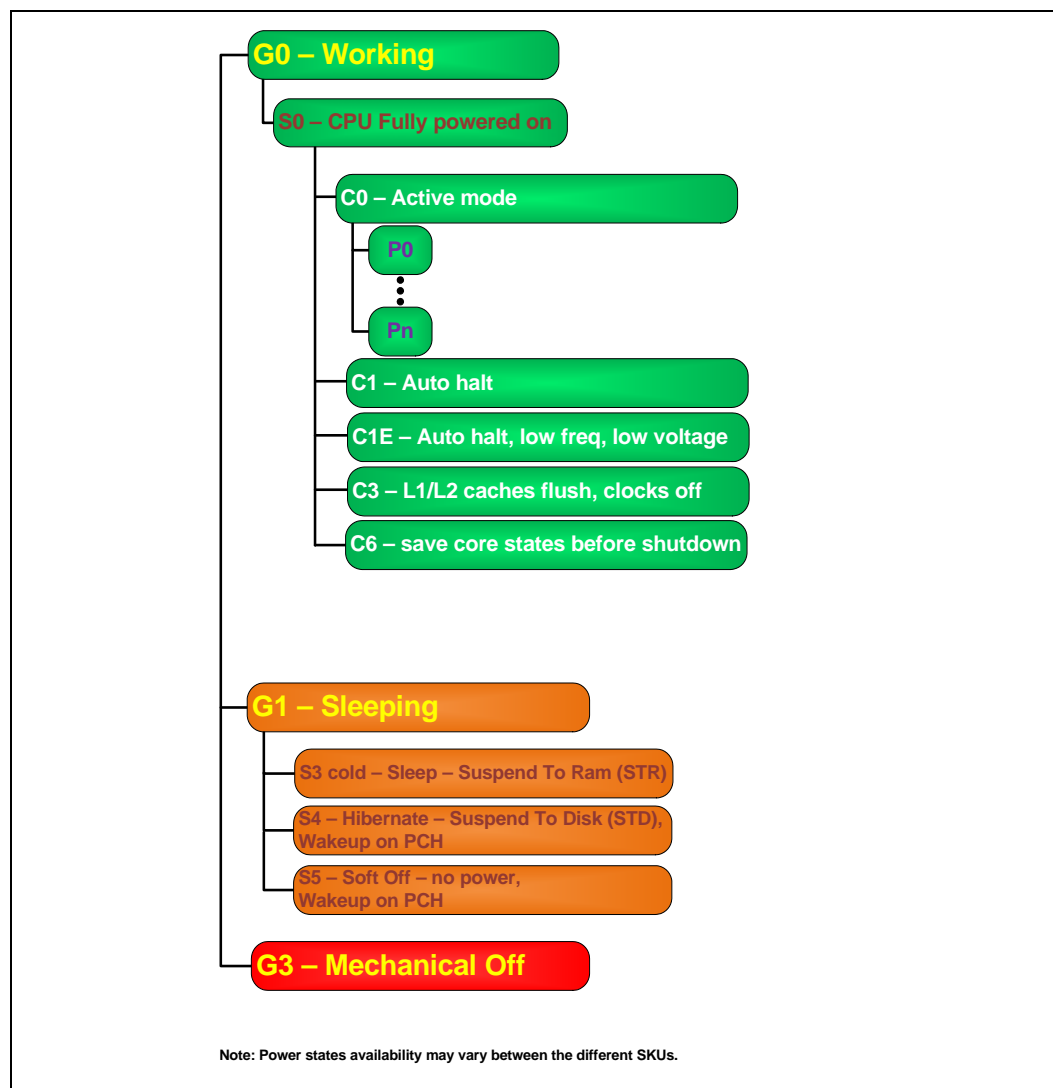 G0 – Working
S0 – CPU Fully powered on
C0 – Active mode
P0
Pn
C1 – Auto halt
C1E – Auto halt, low freq, low voltage
C3 – L1/L2 caches flush, clocks off
C6 – save core states before shutdown
G1 – Sleeping
S3 cold – Sleep – Suspend To Ram (STR)
S4 – Hibernate – Suspend To Disk (STD),
Wakeup on PCH
S5 – Soft Off – no power,
Wakeup on PCH
G3 – Mechanical Off
Note: Power states availability may vary between the different SKUs.